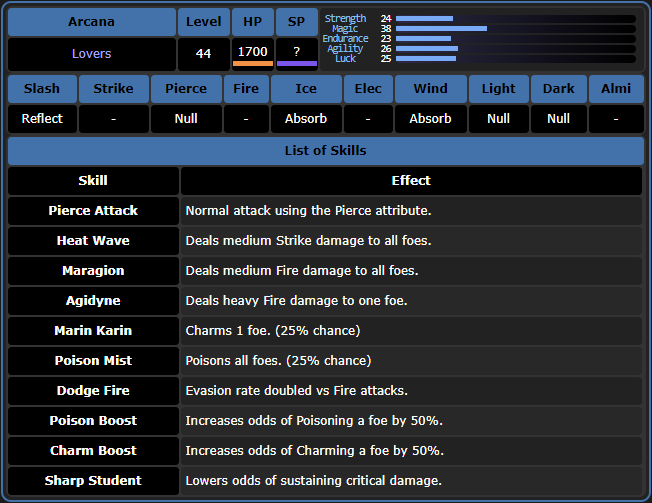 Arcana Level HP SP
Lovers 44 1700 ?
Strength 24
Magic 38
Endurance 23
Agility 26
Luck 25
Slash Strike Pierce Fire Ice Elec Wind Light Dark Almi
Reflect - Null - Absorb - Absorb Null Null -
List of Skills
Skill Effect
Pierce Attack Normal attack using the Pierce attribute.
Heat Wave Deals medium Strike damage to all foes.
Maragion Deals medium Fire damage to all foes.
Agidyne Deals heavy Fire damage to one foe.
Marin Karin Charms 1 foe. (25% chance)
Poison Mist Poisons all foes. (25% chance)
Dodge Fire Evasion rate doubled vs Fire attacks.
Poison Boost Increases odds of Poisoning a foe by 50%.
Charm Boost Increases odds of Charming a foe by 50%.
Sharp Student Lowers odds of sustaining critical damage.